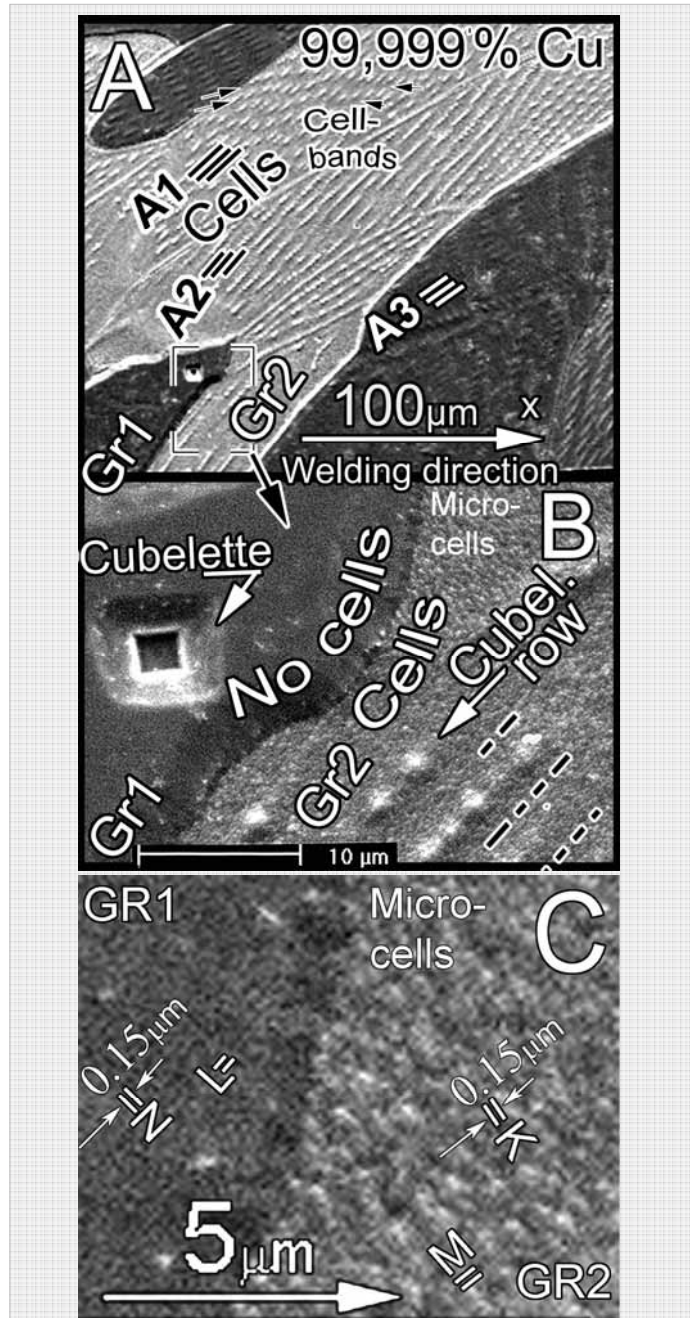 A
99,999 % Cu
Cell-
bands
A1
Cells
A2
A3
Gr1
Gr2
100µm
x
Welding direction
Micro-
cells
B
Cubelette
No cells
Cells
Cubel.
row
Gr2
Gr1
10 µm
GR1
Micro-
cells
C
0.15µm
N
L
0.15µm
K
5µm
M
GR2